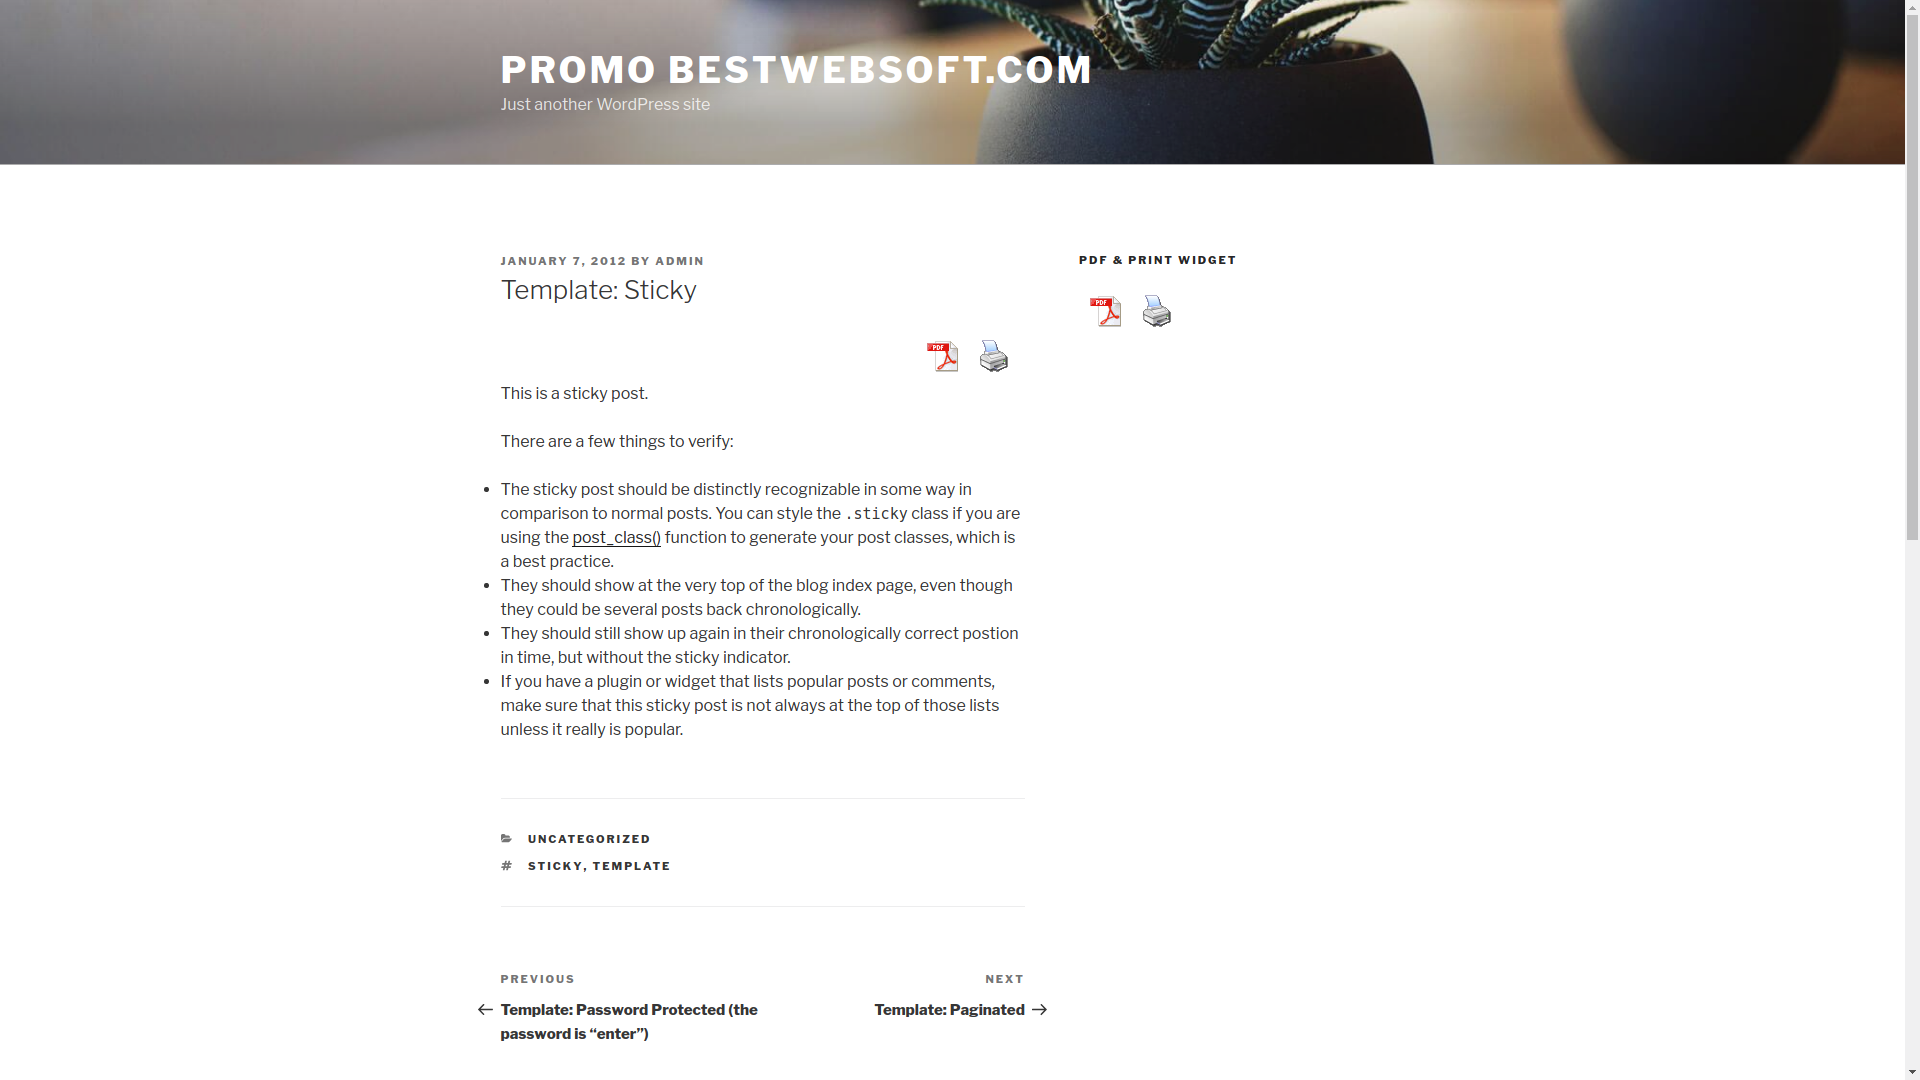 PROMO BESTWEBSOFT.COM
Just another WordPress site
JANUARY 7, 2012 BY ADMIN
Template: Sticky
PDF
This is a sticky post.
There are a few things to verify:
• The sticky post should be distinctly recognizable in some way in
comparison to normal posts. You can style the .sticky class if you are
using the post_class() function to generate your post classes, which is
a best practice.
• They should show at the very top of the blog index page, even though
they could be several posts back chronologically.
• They should still show up again in their chronologically correct postion
in time, but without the sticky indicator.
• If you have a plugin or widget that lists popular posts or comments,
make sure that this sticky post is not always at the top of those lists
unless it really is popular.
UNCATEGORIZED
# STICKY, TEMPLATE
PREVIOUS
← Template: Password Protected (the
password is “enter”)
NEXT
Template: Paginated →
PDF & PRINT WIDGET
PDF